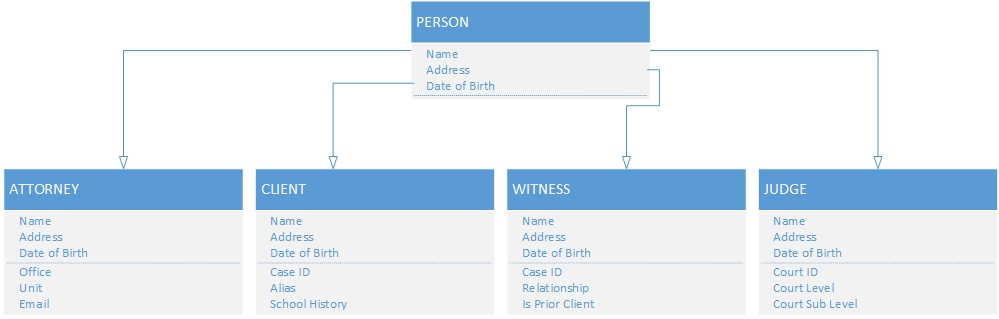 PERSON
Name
Address
Date of Birth
ATTORNEY
Name
Address
Date of Birth
Office
Unit
Email
CLIENT
Name
Address
Date of Birth
Case ID
Alias
School History
WITNESS
Name
Address
Date of Birth
Case ID
Relationship
Is Prior Client
JUDGE
Name
Address
Date of Birth
Court ID
Court Level
Court Sub Level